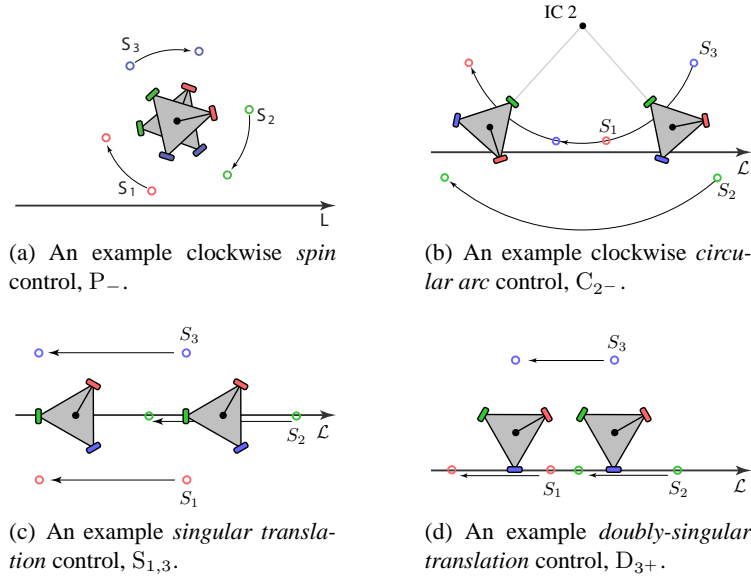 S₃
S₂
S₁
L
(a) An example clockwise spin
control, P₋.
IC 2
S₃
S₁
ℒ
S₂
(b) An example clockwise circu-
lar arc control, C₂₋.
S₃
ℒ
S₂
S₁
(c) An example singular transla-
tion control, S₁,₃.
S₃
S₁
S₂
ℒ
(d) An example doubly-singular
translation control, D₃₊.